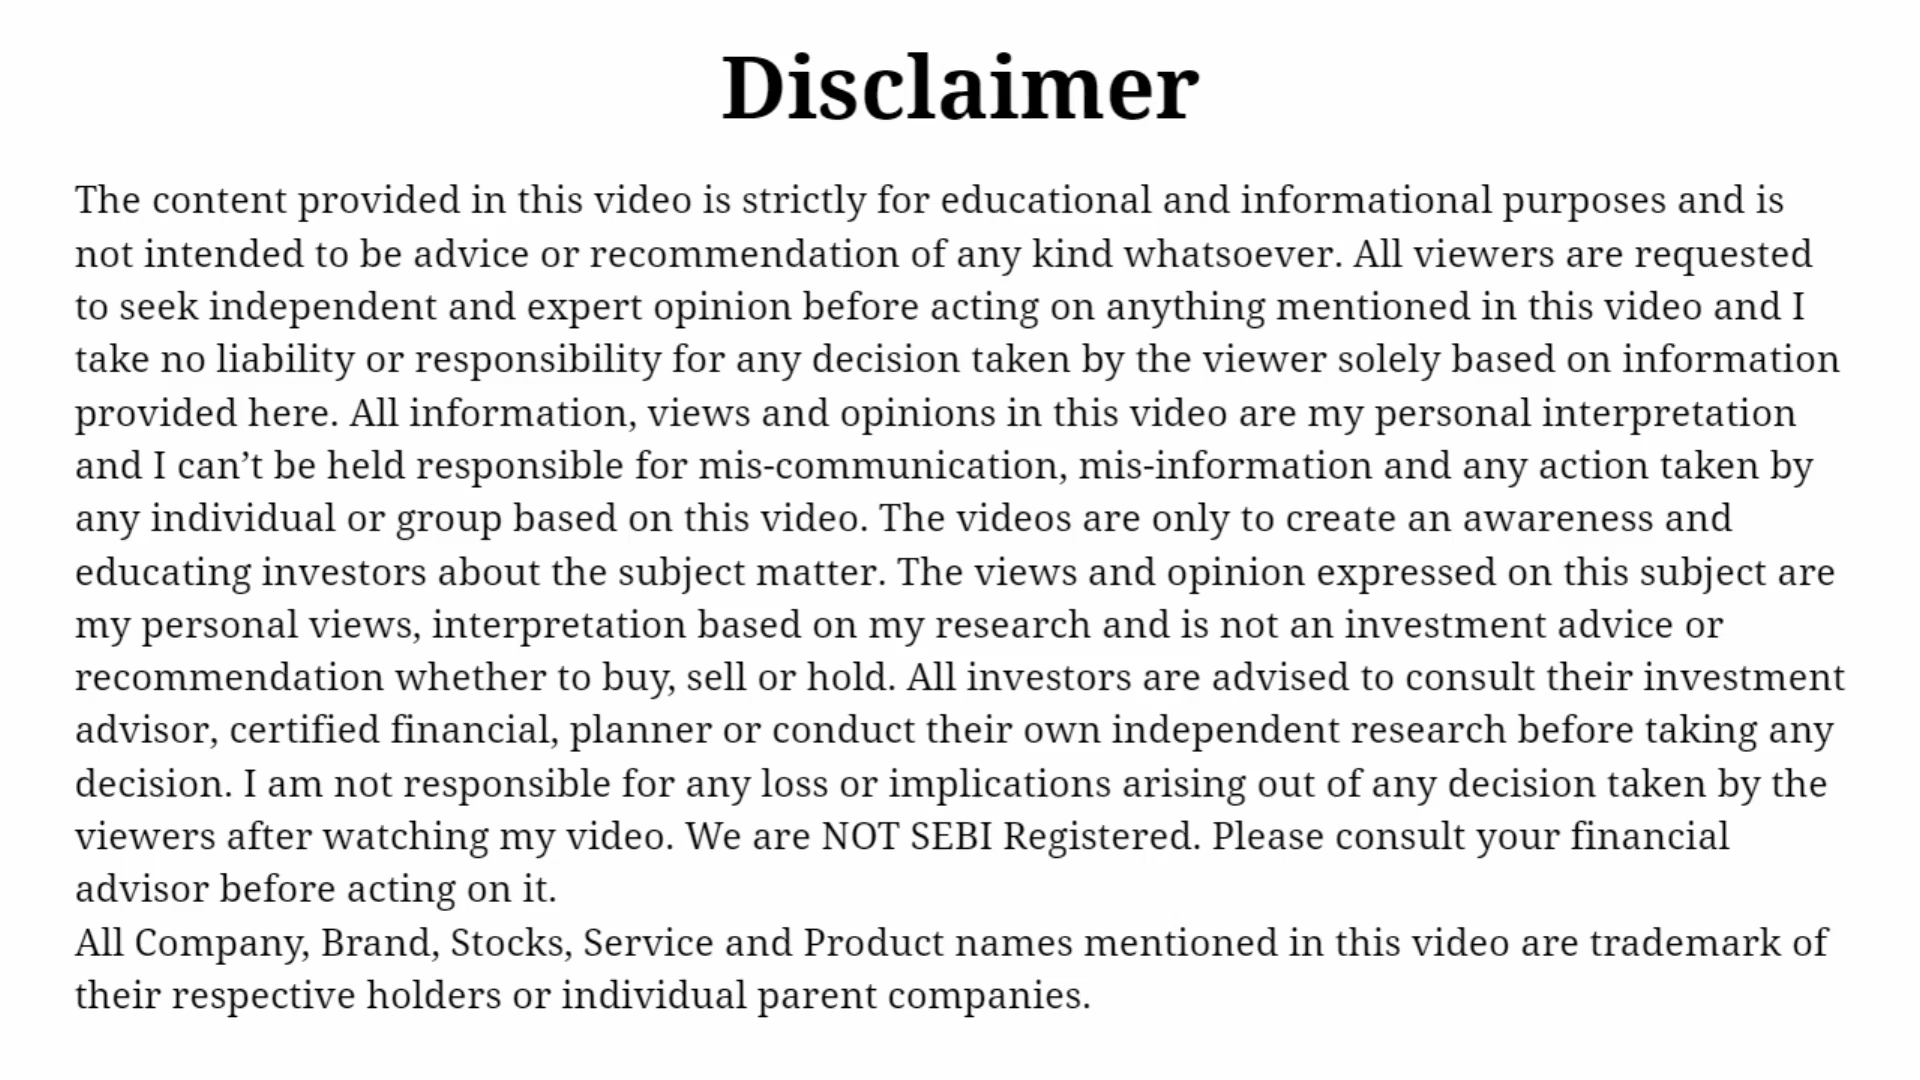 Disclaimer
The content provided in this video is strictly for educational and informational purposes and is
not intended to be advice or recommendation of any kind whatsoever. All viewers are requested
to seek independent and expert opinion before acting on anything mentioned in this video and I
take no liability or responsibility for any decision taken by the viewer solely based on information
provided here. All information, views and opinions in this video are my personal interpretation
and I can’t be held responsible for mis-communication, mis-information and any action taken by
any individual or group based on this video. The videos are only to create an awareness and
educating investors about the subject matter. The views and opinion expressed on this subject are
my personal views, interpretation based on my research and is not an investment advice or
recommendation whether to buy, sell or hold. All investors are advised to consult their investment
advisor, certified financial, planner or conduct their own independent research before taking any
decision. I am not responsible for any loss or implications arising out of any decision taken by the
viewers after watching my video. We are NOT SEBI Registered. Please consult your financial
advisor before acting on it.
All Company, Brand, Stocks, Service and Product names mentioned in this video are trademark of
their respective holders or individual parent companies.